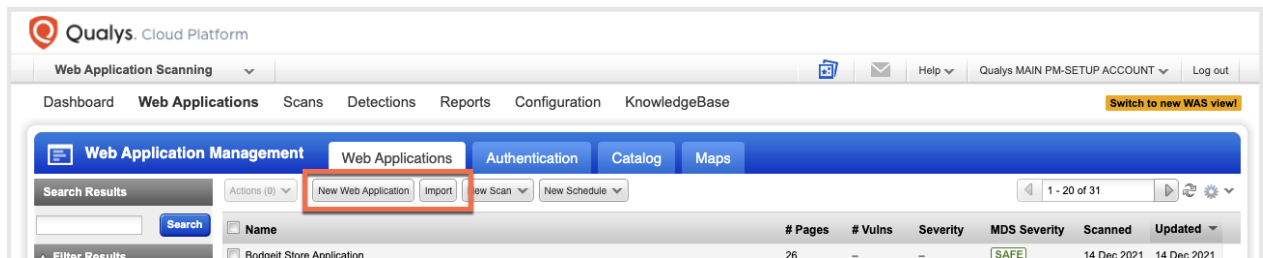 Qualys. Cloud Platform
Web Application Scanning
Help
Qualys MAIN PM-SETUP ACCOUNT
Log out
Dashboard Web Applications Scans Detections Reports Configuration KnowledgeBase
Switch to new WAS view!
Web Application Management
Web Applications Authentication Catalog Maps
Search Results
Actions (0) New Web Application Import New Scan New Schedule
1 - 20 of 31
Search
Name # Pages # Vulns Severity MDS Severity Scanned Updated
Filter Results
Bodgeit Store Application 26 – – SAFE 14 Dec 2021 14 Dec 2021